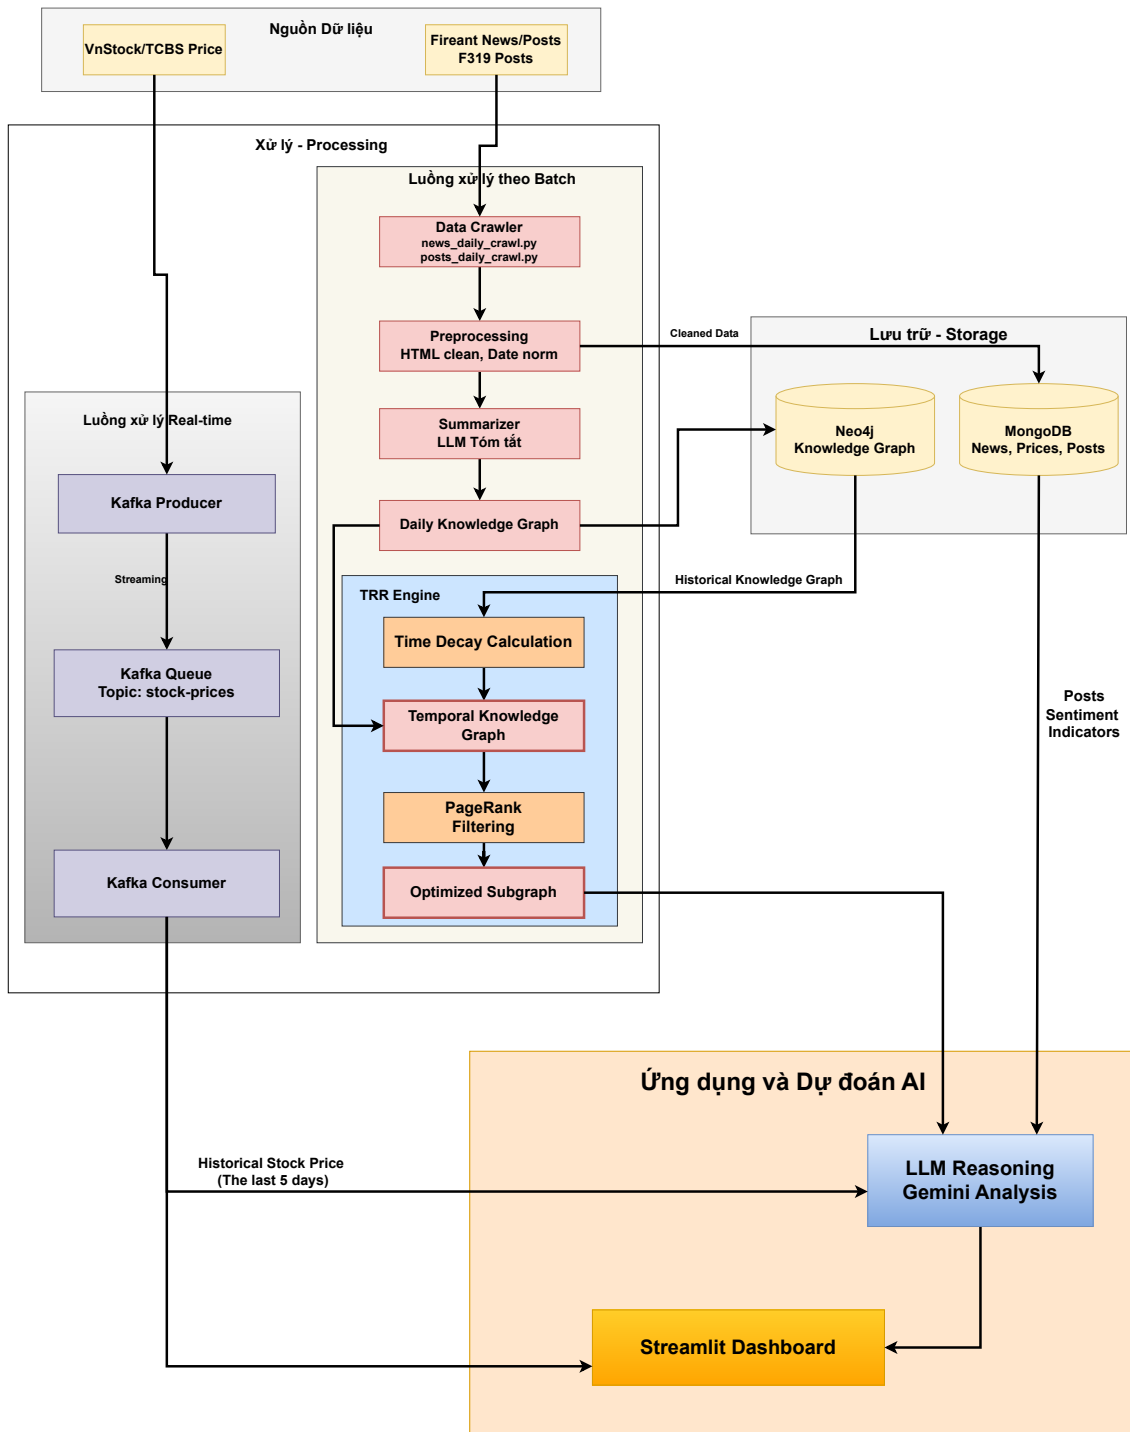 Nguồn Dữ liệu
VnStock/TCBS Price
Fireant News/Posts
F319 Posts
Xử lý - Processing
Luồng xử lý theo Batch
Data Crawler
news_daily_crawl.py
posts_daily_crawl.py
Preprocessing
HTML clean, Date norm
Cleaned Data
Lưu trữ - Storage
Neo4j
Knowledge Graph
MongoDB
News, Prices, Posts
Luồng xử lý Real-time
Summarizer
LLM Tóm tắt
Kafka Producer
Daily Knowledge Graph
Streaming
Historical Knowledge Graph
TRR Engine
Time Decay Calculation
Kafka Queue
Topic: stock-prices
Temporal Knowledge
Graph
Posts
Sentiment
Indicators
PageRank
Filtering
Kafka Consumer
Optimized Subgraph
Ứng dụng và Dự đoán AI
Historical Stock Price
(The last 5 days)
LLM Reasoning
Gemini Analysis
Streamlit Dashboard